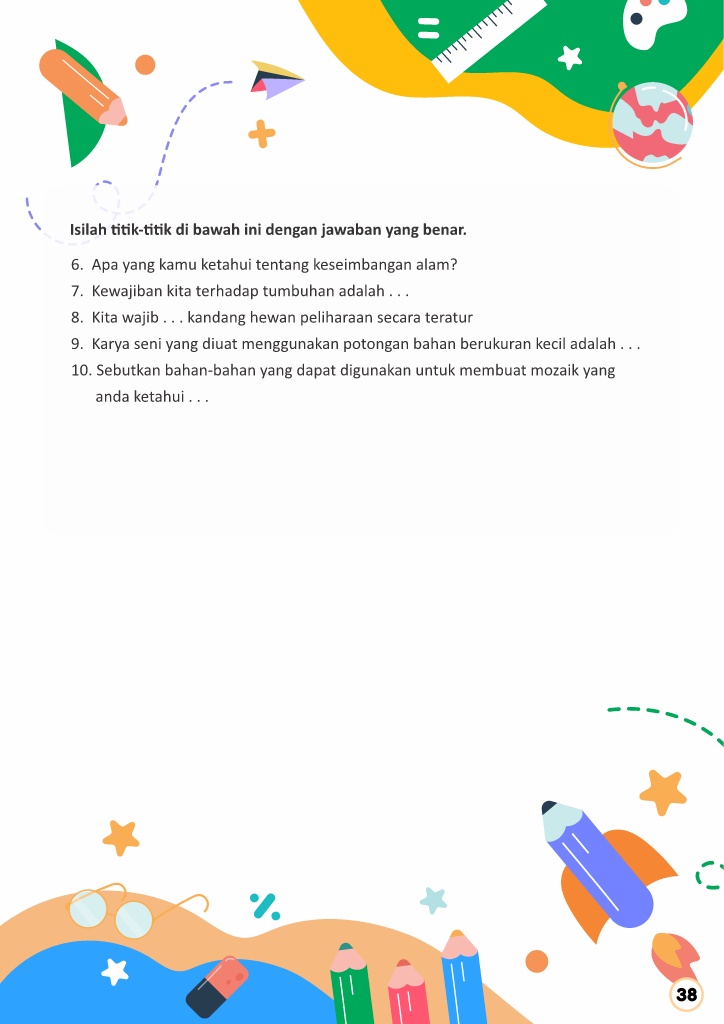 Isilah titik-titik di bawah ini dengan jawaban yang benar.
6. Apa yang kamu ketahui tentang keseimbangan alam?
7. Kewajiban kita terhadap tumbuhan adalah . . .
8. Kita wajib . . . kandang hewan peliharaan secara teratur
9. Karya seni yang diuat menggunakan potongan bahan berukuran kecil adalah . . .
10. Sebutkan bahan-bahan yang dapat digunakan untuk membuat mozaik yang
anda ketahui . . .
38